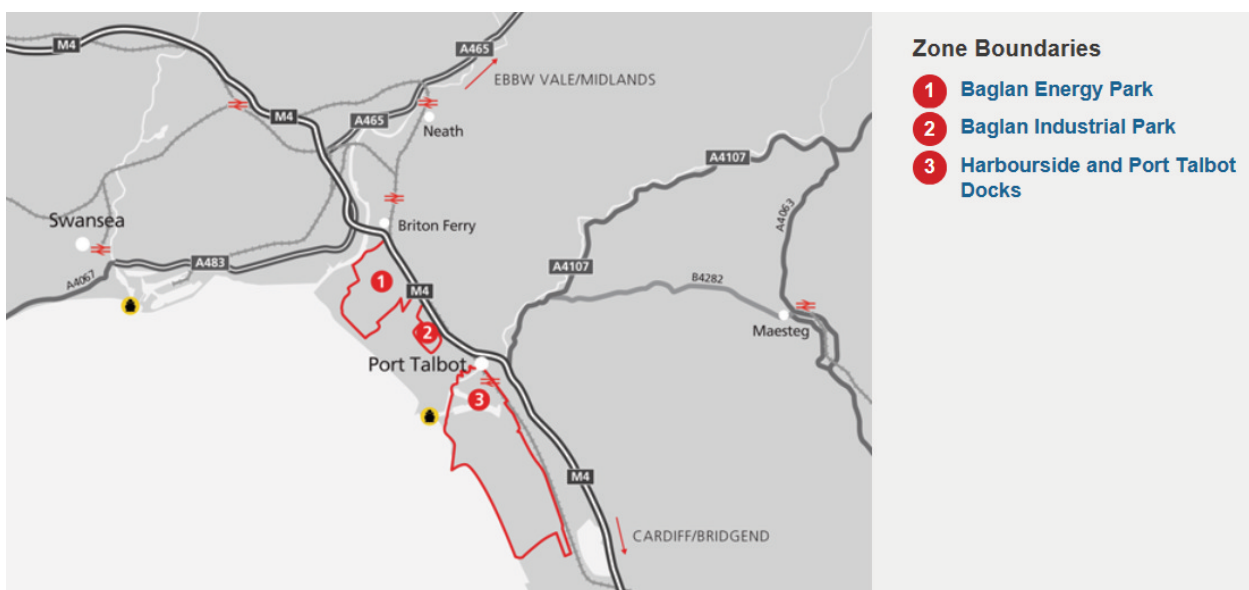 M4
M4
A465
EBBW VALE/MIDLANDS
M4
A465
Neath
A4107
Swansea
Briton Ferry
A4063
A483
A4107
A4067
1
B4282
M4
2
Maesteg
Port Talbot
3
M4
CARDIFF/BRIDGEND
Zone Boundaries
1 Baglan Energy Park
2 Baglan Industrial Park
3 Harbourside and Port Talbot
Docks